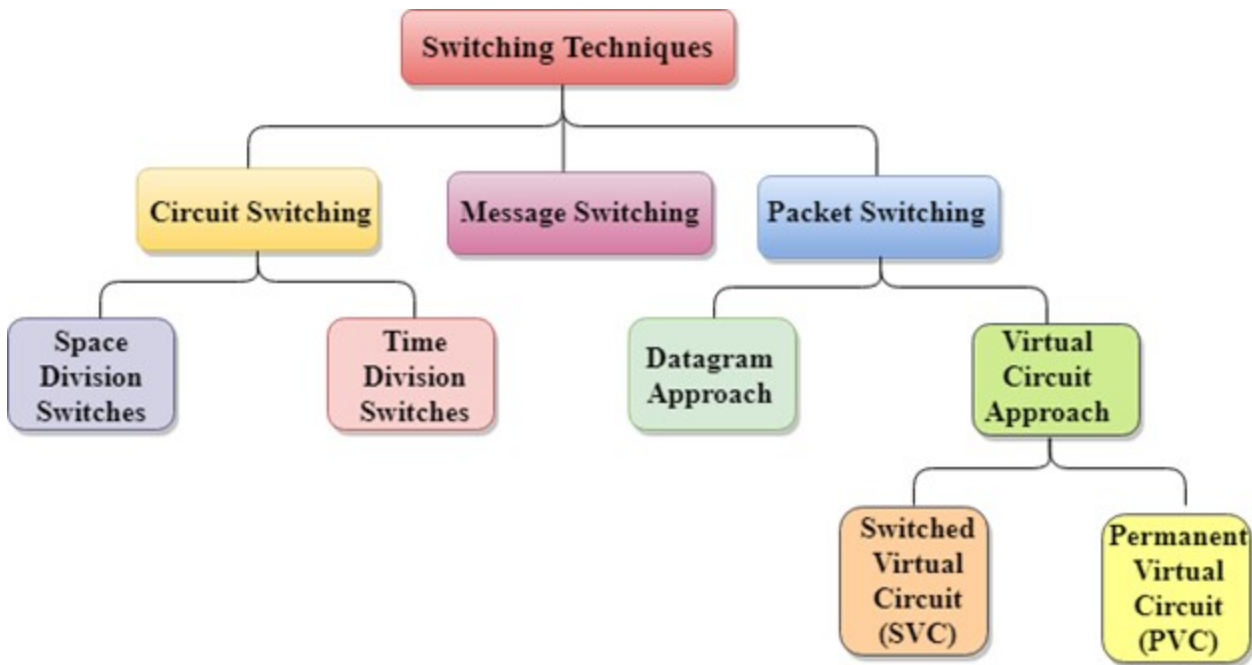 Switching Techniques
Circuit Switching
Message Switching
Packet Switching
Space
Division
Switches
Time
Division
Switches
Datagram
Approach
Virtual
Circuit
Approach
Switched
Virtual
Circuit
(SVC)
Permanent
Virtual
Circuit
(PVC)